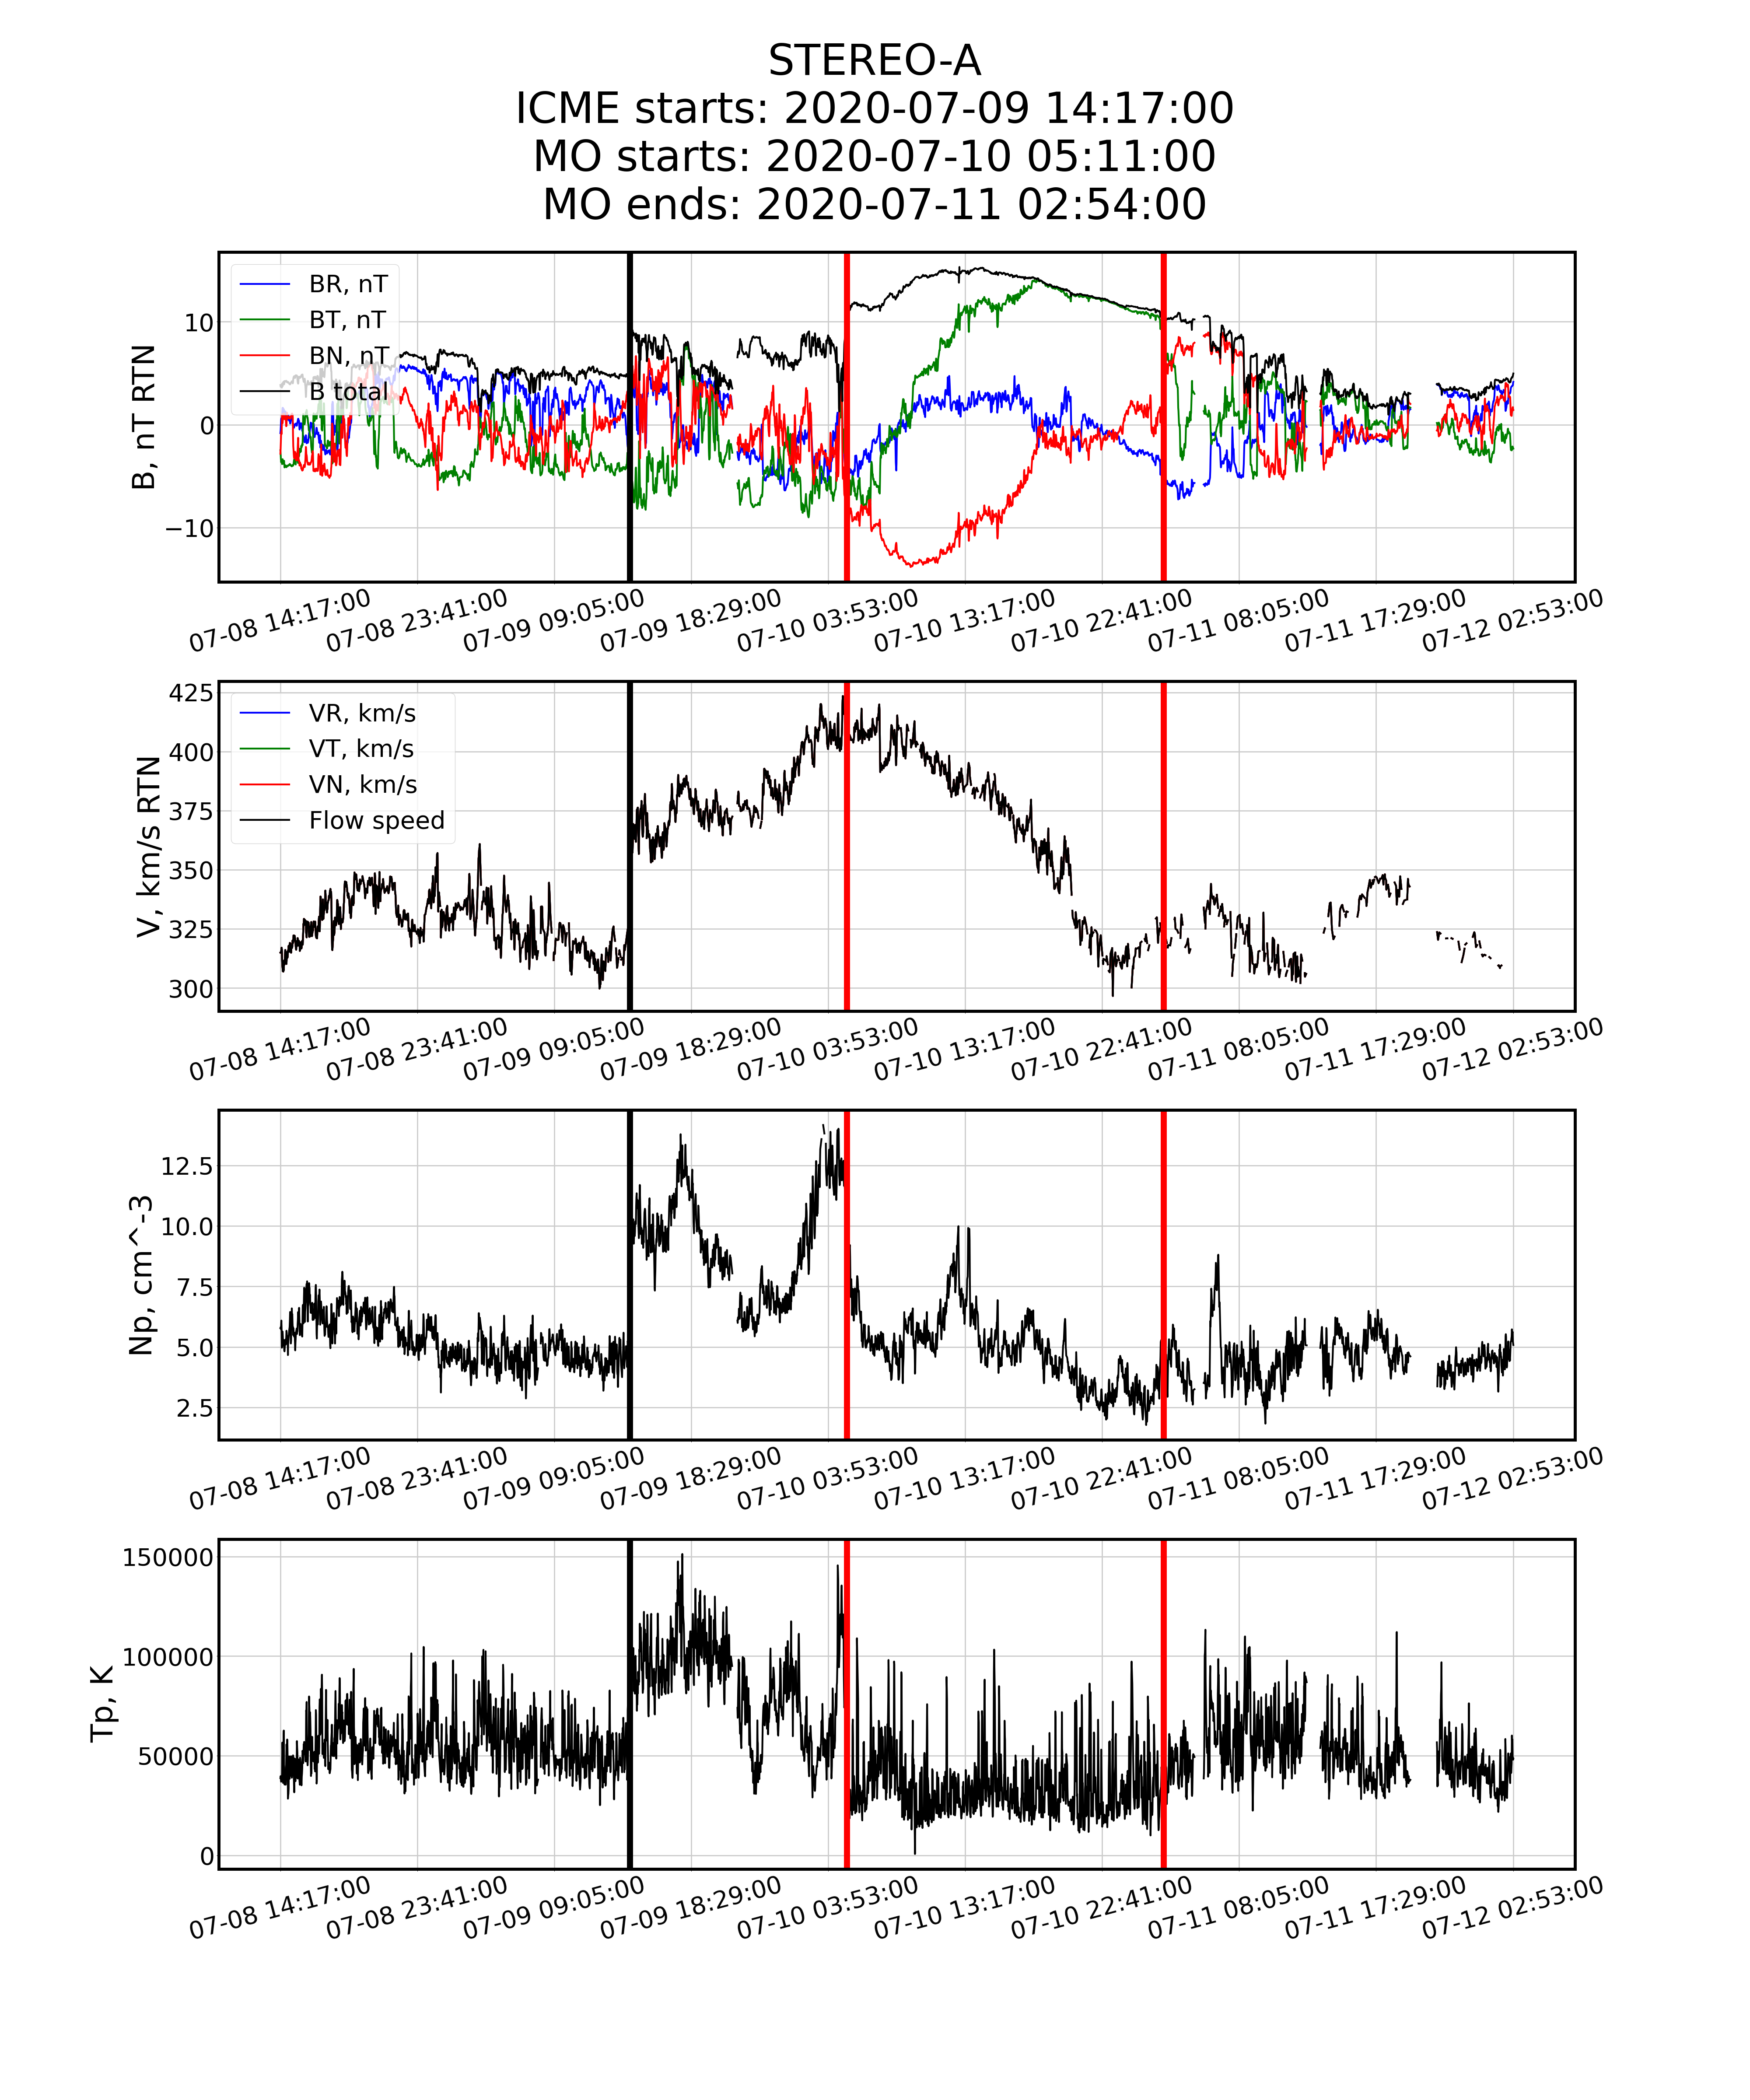 STEREO-A
ICME starts: 2020-07-09 14:17:00
MO starts: 2020-07-10 05:11:00
MO ends: 2020-07-11 02:54:00
B, nT RTN
10
0
−10
BR, nT
BT, nT
BN, nT
B total
07-08 14:17:00 07-08 23:41:00 07-09 09:05:00 07-09 18:29:00 07-10 03:53:00 07-10 13:17:00 07-10 22:41:00 07-11 08:05:00 07-11 17:29:00 07-12 02:53:00
V, km/s RTN
425
400
375
350
325
300
VR, km/s
VT, km/s
VN, km/s
Flow speed
07-08 14:17:00 07-08 23:41:00 07-09 09:05:00 07-09 18:29:00 07-10 03:53:00 07-10 13:17:00 07-10 22:41:00 07-11 08:05:00 07-11 17:29:00 07-12 02:53:00
Np, cm^-3
12.5
10.0
7.5
5.0
2.5
07-08 14:17:00 07-08 23:41:00 07-09 09:05:00 07-09 18:29:00 07-10 03:53:00 07-10 13:17:00 07-10 22:41:00 07-11 08:05:00 07-11 17:29:00 07-12 02:53:00
Tp, K
150000
100000
50000
0
07-08 14:17:00 07-08 23:41:00 07-09 09:05:00 07-09 18:29:00 07-10 03:53:00 07-10 13:17:00 07-10 22:41:00 07-11 08:05:00 07-11 17:29:00 07-12 02:53:00